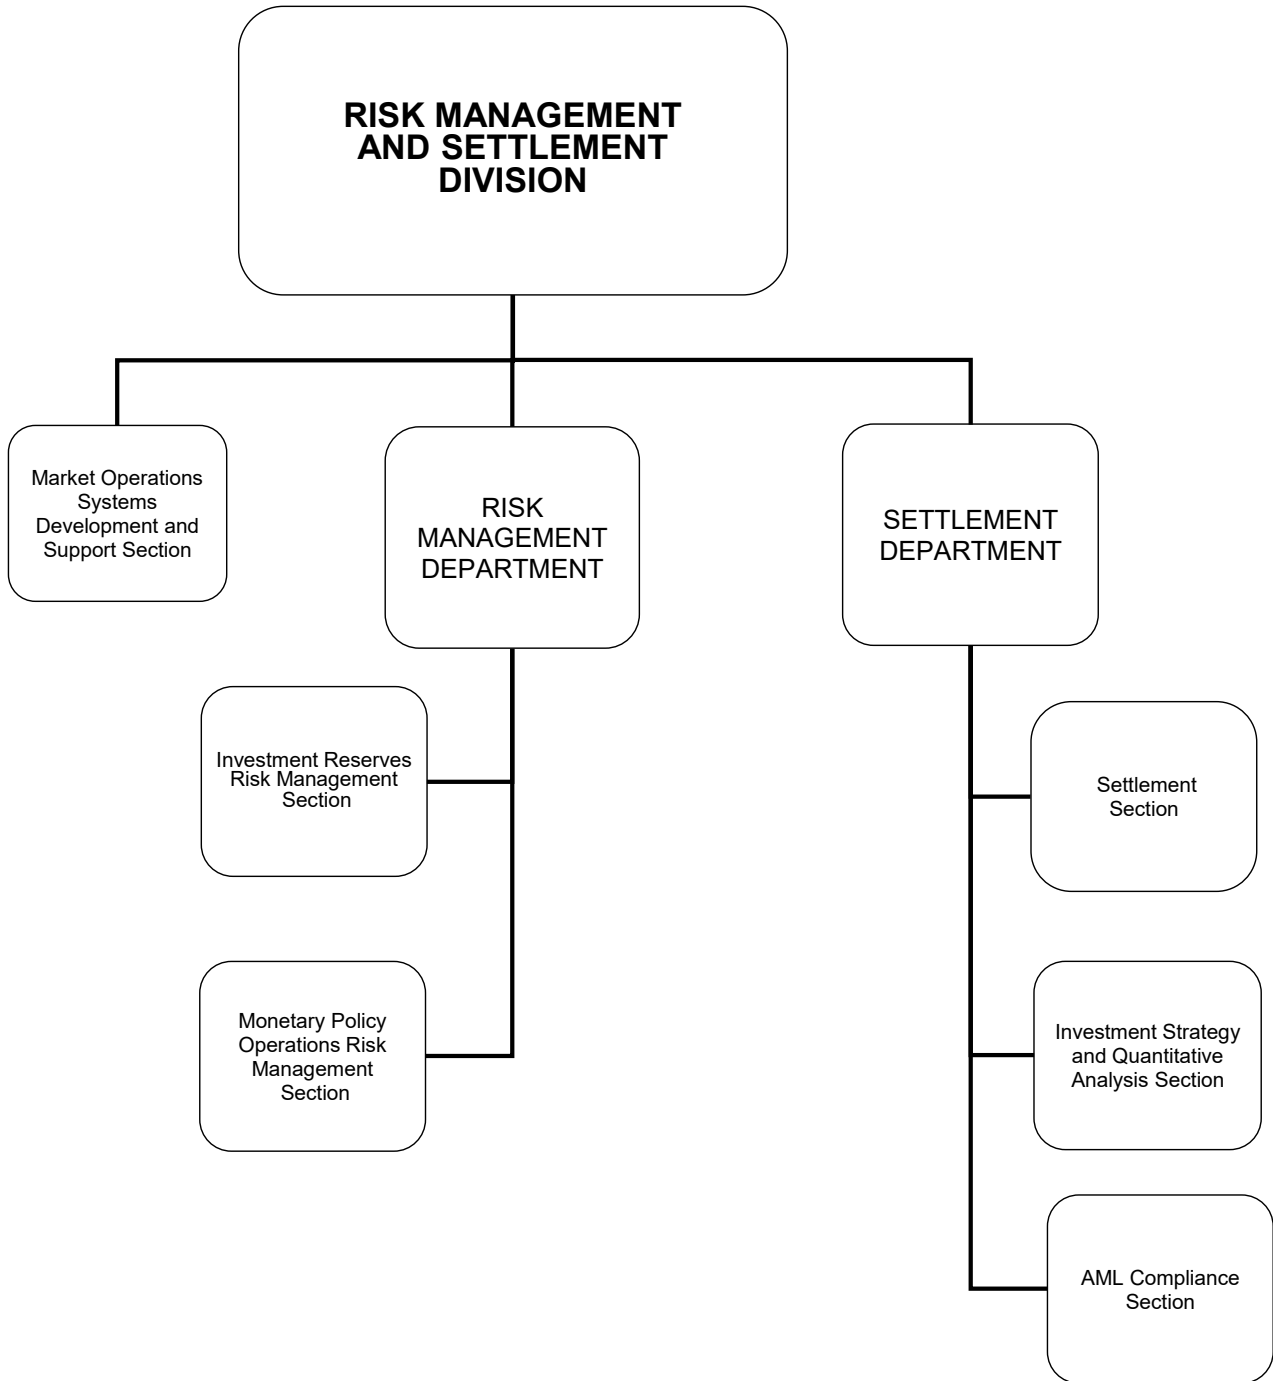 RISK MANAGEMENT
AND SETTLEMENT
DIVISION
Market Operations
Systems
Development and
Support Section
RISK
MANAGEMENT
DEPARTMENT
SETTLEMENT
DEPARTMENT
Investment Reserves
Risk Management
Section
Settlement
Section
Monetary Policy
Operations Risk
Management
Section
Investment Strategy
and Quantitative
Analysis Section
AML Compliance
Section